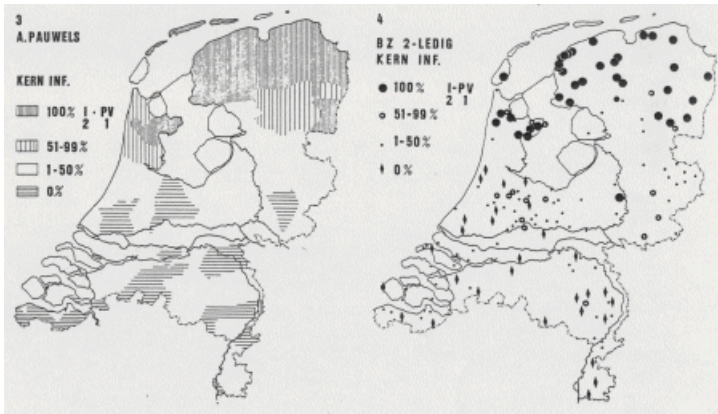 3
A.PAUWELS
KERN INF.
100% I-PV
2 1
51-99%
1-50%
0%
4
BZ 2-LEDIG
KERN INF.
100% I-PV
2 1
51-99%
1-50%
0%